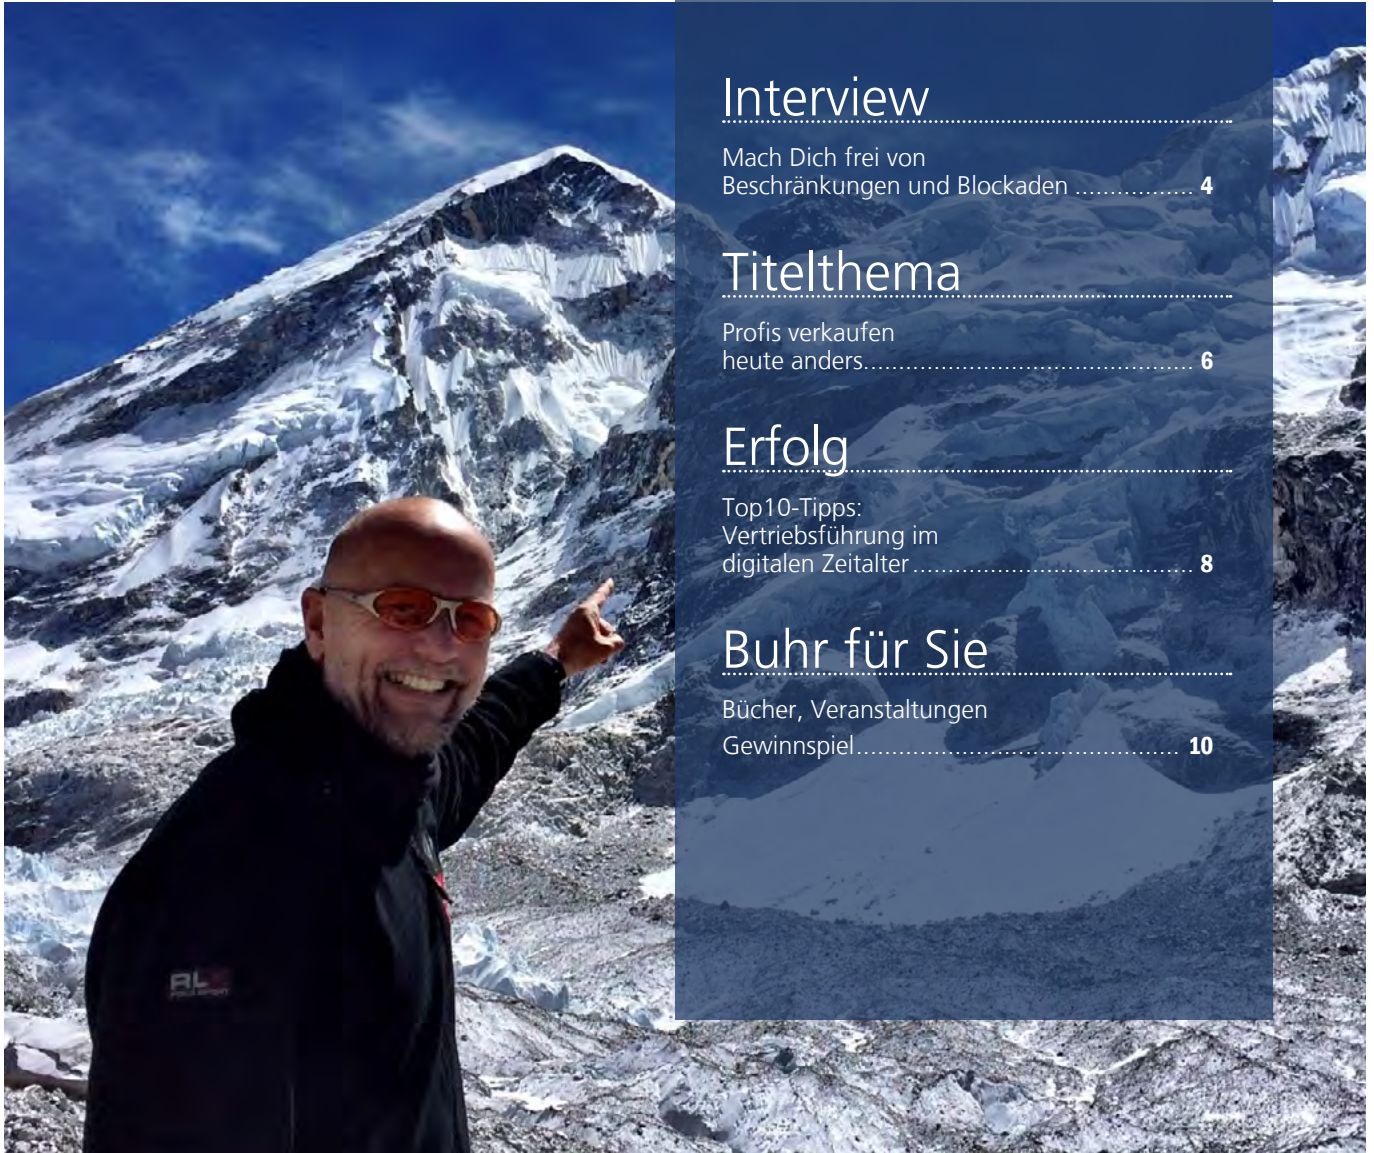 Interview
Mach Dich frei von
Beschränkungen und Blockaden ................. 4
Titelthema
Profis verkaufen
heute anders............................................... 6
Erfolg
Top10-Tipps:
Vertriebsführung im
digitalen Zeitalter........................................ 8
Buhr für Sie
Bücher, Veranstaltungen
Gewinnspiel.............................................. 10
RL